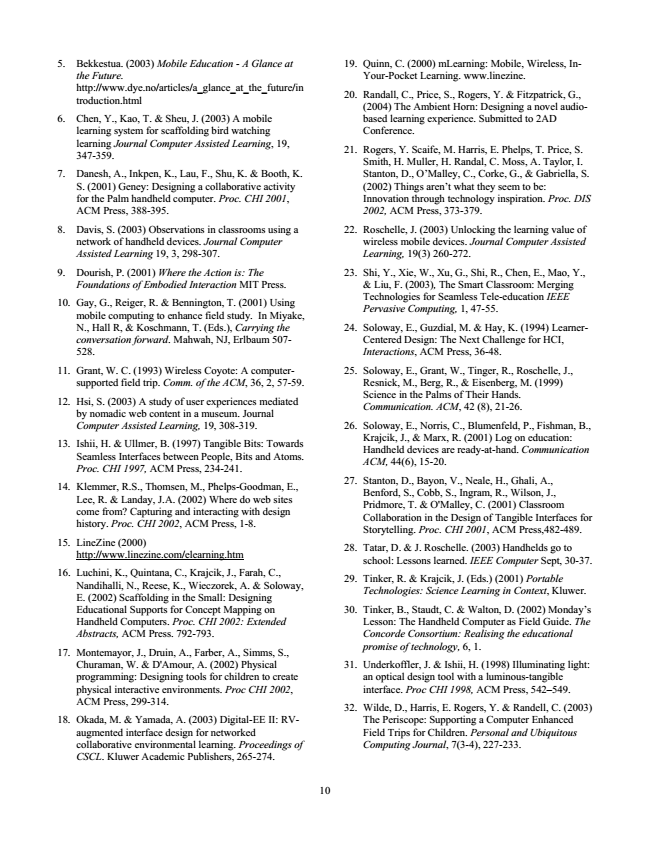 5. Bekkestua. (2003) Mobile Education - A Glance at
the Future.
http://www.dye.no/articles/a_glance_at_the_future/in
troduction.html
6. Chen, Y., Kao, T. & Sheu, J. (2003) A mobile
learning system for scaffolding bird watching
learning Journal Computer Assisted Learning, 19,
347-359.
7. Danesh, A., Inkpen, K., Lau, F., Shu, K. & Booth, K.
S. (2001) Geney: Designing a collaborative activity
for the Palm handheld computer. Proc. CHI 2001,
ACM Press, 388-395.
8. Davis, S. (2003) Observations in classrooms using a
network of handheld devices. Journal Computer
Assisted Learning 19, 3, 298-307.
9. Dourish, P. (2001) Where the Action is: The
Foundations of Embodied Interaction MIT Press.
10. Gay, G., Reiger, R. & Bennington, T. (2001) Using
mobile computing to enhance field study. In Miyake,
N., Hall R, & Koschmann, T. (Eds.), Carrying the
conversation forward. Mahwah, NJ, Erlbaum 507-
528.
11. Grant, W. C. (1993) Wireless Coyote: A computer-
supported field trip. Comm. of the ACM, 36, 2, 57-59.
12. Hsi, S. (2003) A study of user experiences mediated
by nomadic web content in a museum. Journal
Computer Assisted Learning, 19, 308-319.
13. Ishii, H. & Ullmer, B. (1997) Tangible Bits: Towards
Seamless Interfaces between People, Bits and Atoms.
Proc. CHI 1997, ACM Press, 234-241.
14. Klemmer, R.S., Thomsen, M., Phelps-Goodman, E.,
Lee, R. & Landay, J.A. (2002) Where do web sites
come from? Capturing and interacting with design
history. Proc. CHI 2002, ACM Press, 1-8.
15. LineZine (2000)
http://www.linezine.com/elearning.htm
16. Luchini, K., Quintana, C., Krajcik, J., Farah, C.,
Nandihalli, N., Reese, K., Wieczorek, A. & Soloway,
E. (2002) Scaffolding in the Small: Designing
Educational Supports for Concept Mapping on
Handheld Computers. Proc. CHI 2002: Extended
Abstracts, ACM Press. 792-793.
17. Montemayor, J., Druin, A., Farber, A., Simms, S.,
Churaman, W. & D'Amour, A. (2002) Physical
programming: Designing tools for children to create
physical interactive environments. Proc CHI 2002,
ACM Press, 299-314.
18. Okada, M. & Yamada, A. (2003) Digital-EE II: RV-
augmented interface design for networked
collaborative environmental learning. Proceedings of
CSCL. Kluwer Academic Publishers, 265-274.
19. Quinn, C. (2000) mLearning: Mobile, Wireless, In-
Your-Pocket Learning. www.linezine.
20. Randall, C., Price, S., Rogers, Y. & Fitzpatrick, G.,
(2004) The Ambient Horn: Designing a novel audio-
based learning experience. Submitted to 2AD
Conference.
21. Rogers, Y. Scaife, M. Harris, E. Phelps, T. Price, S.
Smith, H. Muller, H. Randal, C. Moss, A. Taylor, I.
Stanton, D., O'Malley, C., Corke, G., & Gabriella, S.
(2002) Things aren't what they seem to be:
Innovation through technology inspiration. Proc. DIS
2002, ACM Press, 373-379.
22. Roschelle, J. (2003) Unlocking the learning value of
wireless mobile devices. Journal Computer Assisted
Learning, 19(3) 260-272.
23. Shi, Y., Xie, W., Xu, G., Shi, R., Chen, E., Mao, Y.,
& Liu, F. (2003), The Smart Classroom: Merging
Technologies for Seamless Tele-education IEEE
Pervasive Computing, 1, 47-55.
24. Soloway, E., Guzdial, M. & Hay, K. (1994) Learner-
Centered Design: The Next Challenge for HCI,
Interactions, ACM Press, 36-48.
25. Soloway, E., Grant, W., Tinger, R., Roschelle, J.,
Resnick, M., Berg, R., & Eisenberg, M. (1999)
Science in the Palms of Their Hands.
Communication. ACM, 42 (8), 21-26.
26. Soloway, E., Norris, C., Blumenfeld, P., Fishman, B.,
Krajcik, J., & Marx, R. (2001) Log on education:
Handheld devices are ready-at-hand. Communication
ACM, 44(6), 15-20.
27. Stanton, D., Bayon, V., Neale, H., Ghali, A.,
Benford, S., Cobb, S., Ingram, R., Wilson, J.,
Pridmore, T. & O'Malley, C. (2001) Classroom
Collaboration in the Design of Tangible Interfaces for
Storytelling. Proc. CHI 2001, ACM Press,482-489.
28. Tatar, D. & J. Roschelle. (2003) Handhelds go to
school: Lessons learned. IEEE Computer Sept, 30-37.
29. Tinker, R. & Krajcik, J. (Eds.) (2001) Portable
Technologies: Science Learning in Context, Kluwer.
30. Tinker, B., Staudt, C. & Walton, D. (2002) Monday's
Lesson: The Handheld Computer as Field Guide. The
Concorde Consortium: Realising the educational
promise of technology, 6, 1.
31. Underkoffler, J. & Ishii, H. (1998) Illuminating light:
an optical design tool with a luminous-tangible
interface. Proc CHI 1998, ACM Press, 542–549.
32. Wilde, D., Harris, E. Rogers, Y. & Randell, C. (2003)
The Periscope: Supporting a Computer Enhanced
Field Trips for Children. Personal and Ubiquitous
Computing Journal, 7(3-4), 227-233.
10